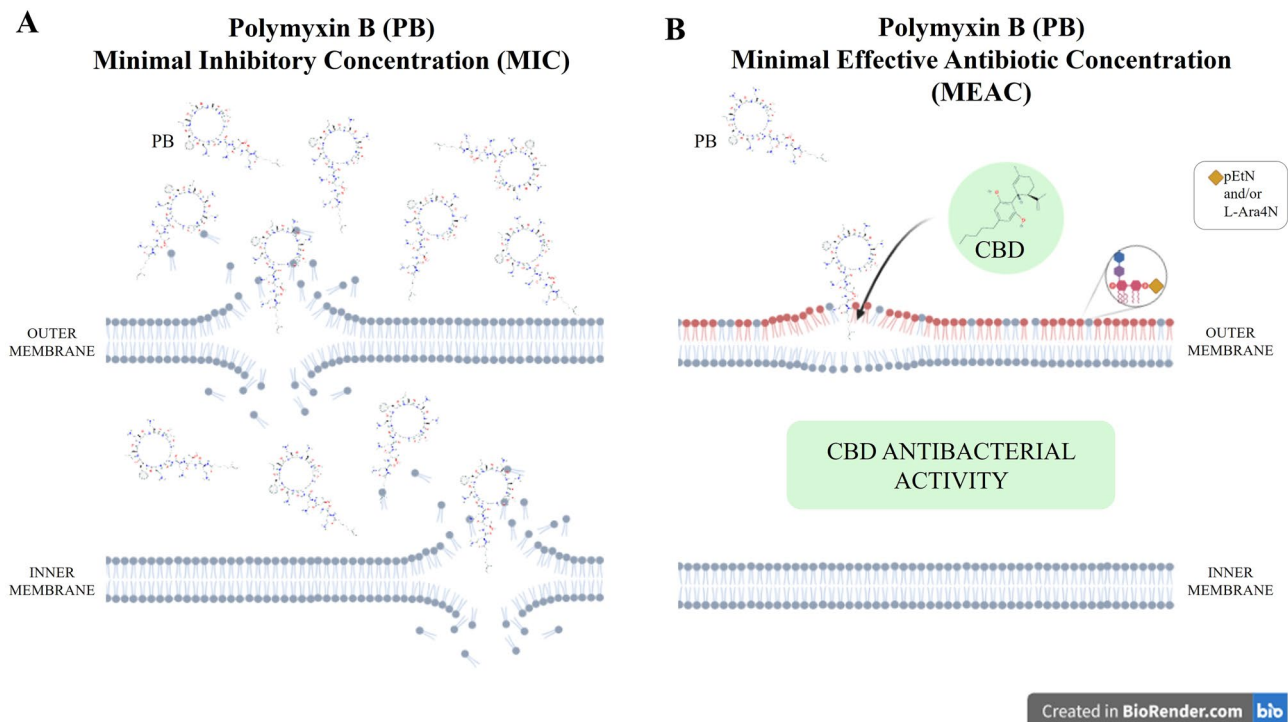 A
Polymyxin B (PB)
Minimal Inhibitory Concentration (MIC)
PB
OUTER
MEMBRANE
INNER
MEMBRANE
B
Polymyxin B (PB)
Minimal Effective Antibiotic Concentration
(MEAC)
PB
CBD
pEtN
and/or
L-Ara4N
OUTER
MEMBRANE
CBD ANTIBACTERIAL
ACTIVITY
INNER
MEMBRANE
Created in BioRender.com bio